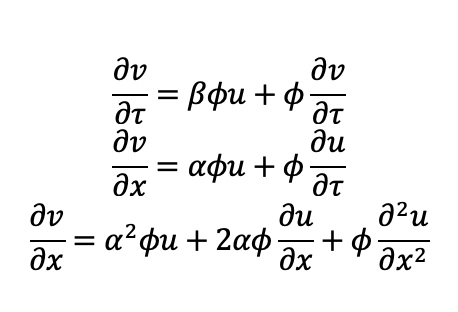 ∂v/∂τ = βϕu + ϕ ∂v/∂τ
∂v/∂x = αϕu + ϕ ∂u/∂τ
∂v/∂x = α²ϕu + 2αϕ ∂u/∂x + ϕ ∂²u/∂x²